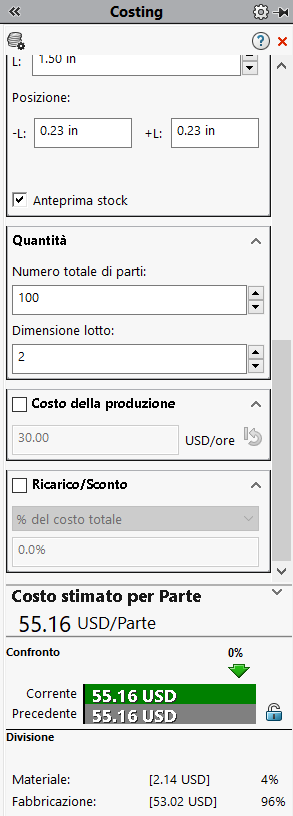 Costing
L: 1.50 in
Posizione:
-L: 0.23 in +L: 0.23 in
Anteprima stock
Quantità
Numero totale di parti:
100
Dimensione lotto:
2
Costo della produzione
30.00 USD/ore
Ricarico/Sconto
% del costo totale
0.0%
Costo stimato per Parte
55.16 USD/Parte
Confronto 0%
Corrente 55.16 USD
Precedente 55.16 USD
Divisione
Materiale: [2.14 USD] 4%
Fabbricazione: [53.02 USD] 96%